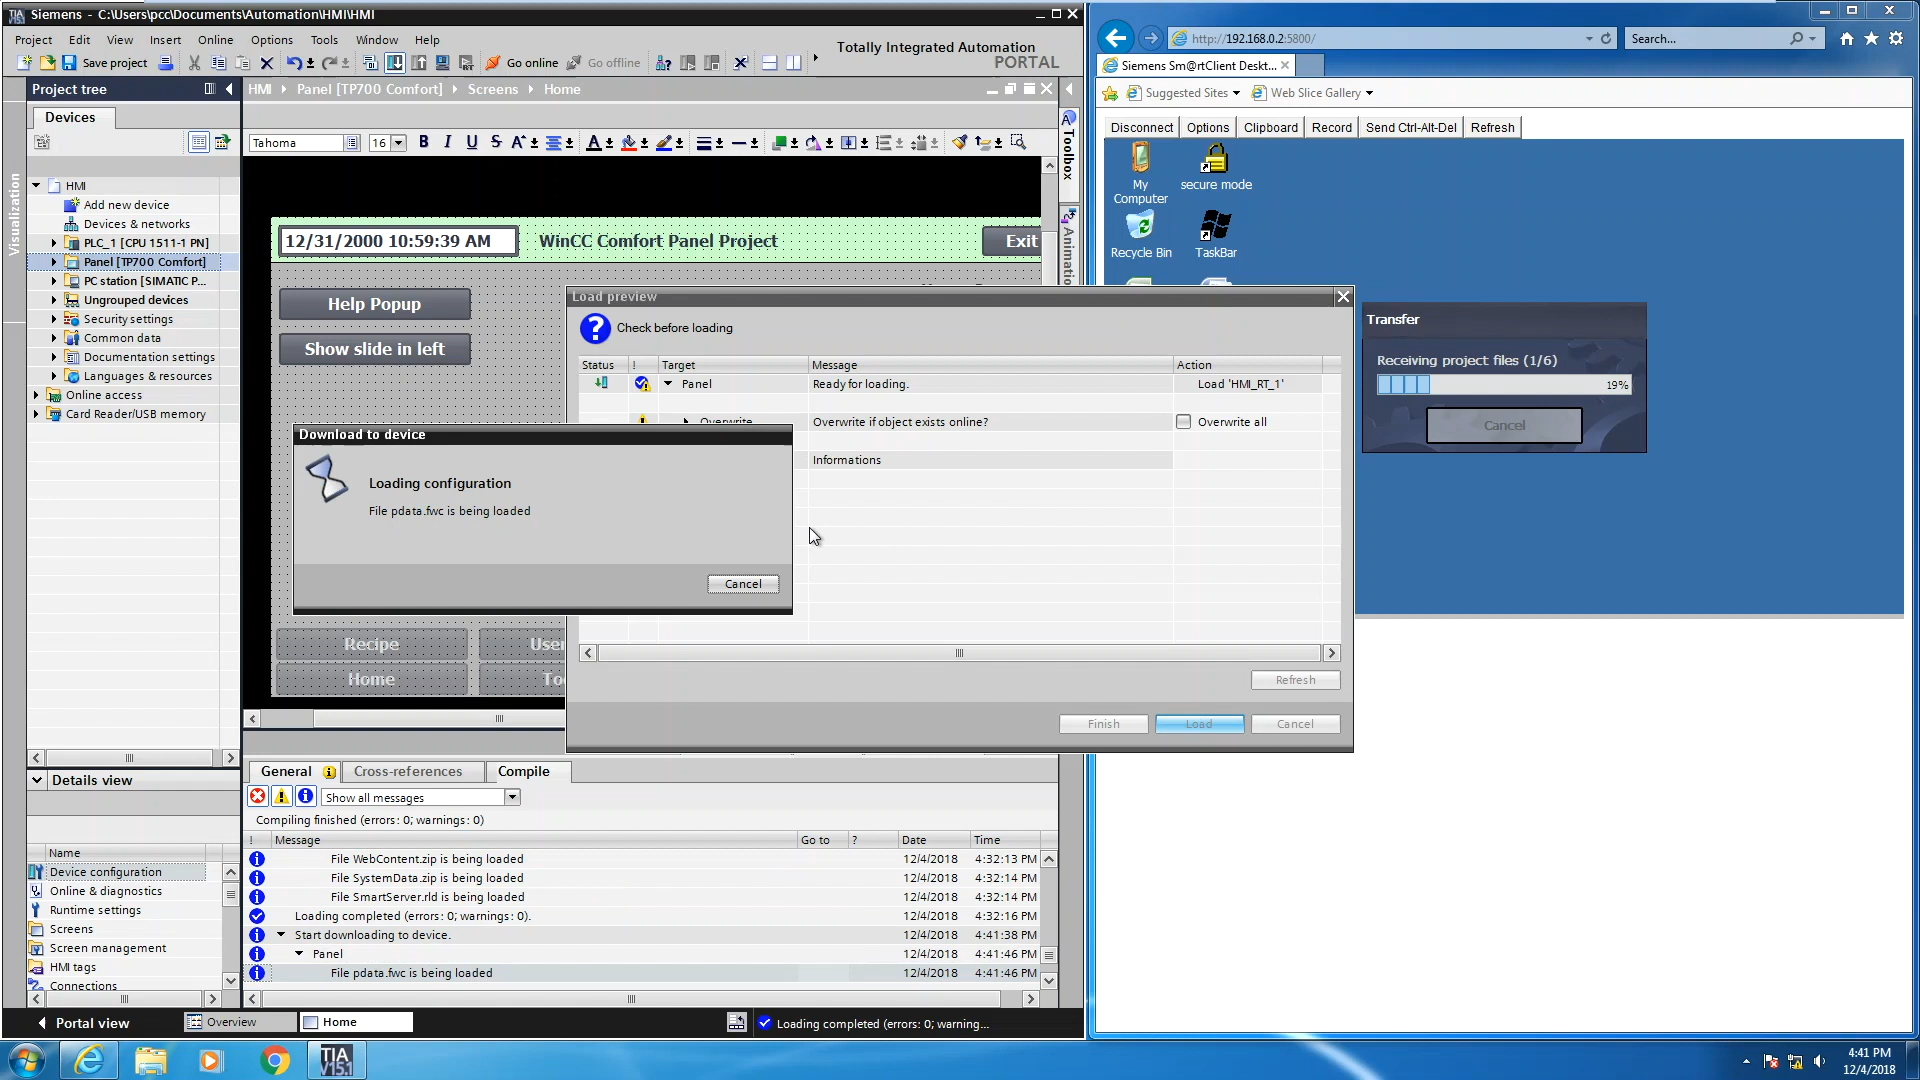 Siemens - C:\Users\pcc\Documents\Automation\HMI\HMI
Project Edit View Insert Online Options Tools Window Help
Totally Integrated Automation
PORTAL
Save project
Go online
Go offline
Project tree
HMI Panel [TP700 Comfort] Screens Home
Devices
Tahoma
16
B I U S A
Toolbox
Visualization
HMI
Add new device
Devices & networks
PLC_1 [CPU 1511-1 PN]
Panel [TP700 Comfort]
PC station [SIMATIC P...
Ungrouped devices
Security settings
Common data
Documentation settings
Languages & resources
Online access
Card Reader/USB memory
12/31/2000 10:59:39 AM
WinCC Comfort Panel Project
Exit
Help Popup
Show slide in left
Recipe
Home
Load preview
Check before loading
Status ! Target Message Action
Panel Ready for loading. Load 'HMI_RT_1'
Overwrite if object exists online? Overwrite all
Informations
Refresh
Finish Load Cancel
Download to device
Loading configuration
File pdata.fwc is being loaded
Cancel
Details view
Name
Device configuration
Online & diagnostics
Runtime settings
Screens
Screen management
HMI tags
Connections
General Cross-references Compile
Show all messages
Compiling finished (errors: 0; warnings: 0)
! Message Go to ? Date Time
File WebContent.zip is being loaded 12/4/2018 4:32:13 PM
File SystemData.zip is being loaded 12/4/2018 4:32:14 PM
File SmartServer.rld is being loaded 12/4/2018 4:32:14 PM
Loading completed (errors: 0; warnings: 0). 12/4/2018 4:32:16 PM
Start downloading to device. 12/4/2018 4:41:38 PM
Panel 12/4/2018 4:41:46 PM
File pdata.fwc is being loaded 12/4/2018 4:41:46 PM
Portal view
Overview
Home
Loading completed (errors: 0; warning...
http://192.168.0.2:5800/
Search...
Siemens Sm@rtClient Deskt...
Suggested Sites
Web Slice Gallery
Disconnect Options Clipboard Record Send Ctrl-Alt-Del Refresh
My Computer
secure mode
Recycle Bin
TaskBar
Transfer
Receiving project files (1/6)
19%
Cancel
TIA
V15.1
4:41 PM
12/4/2018